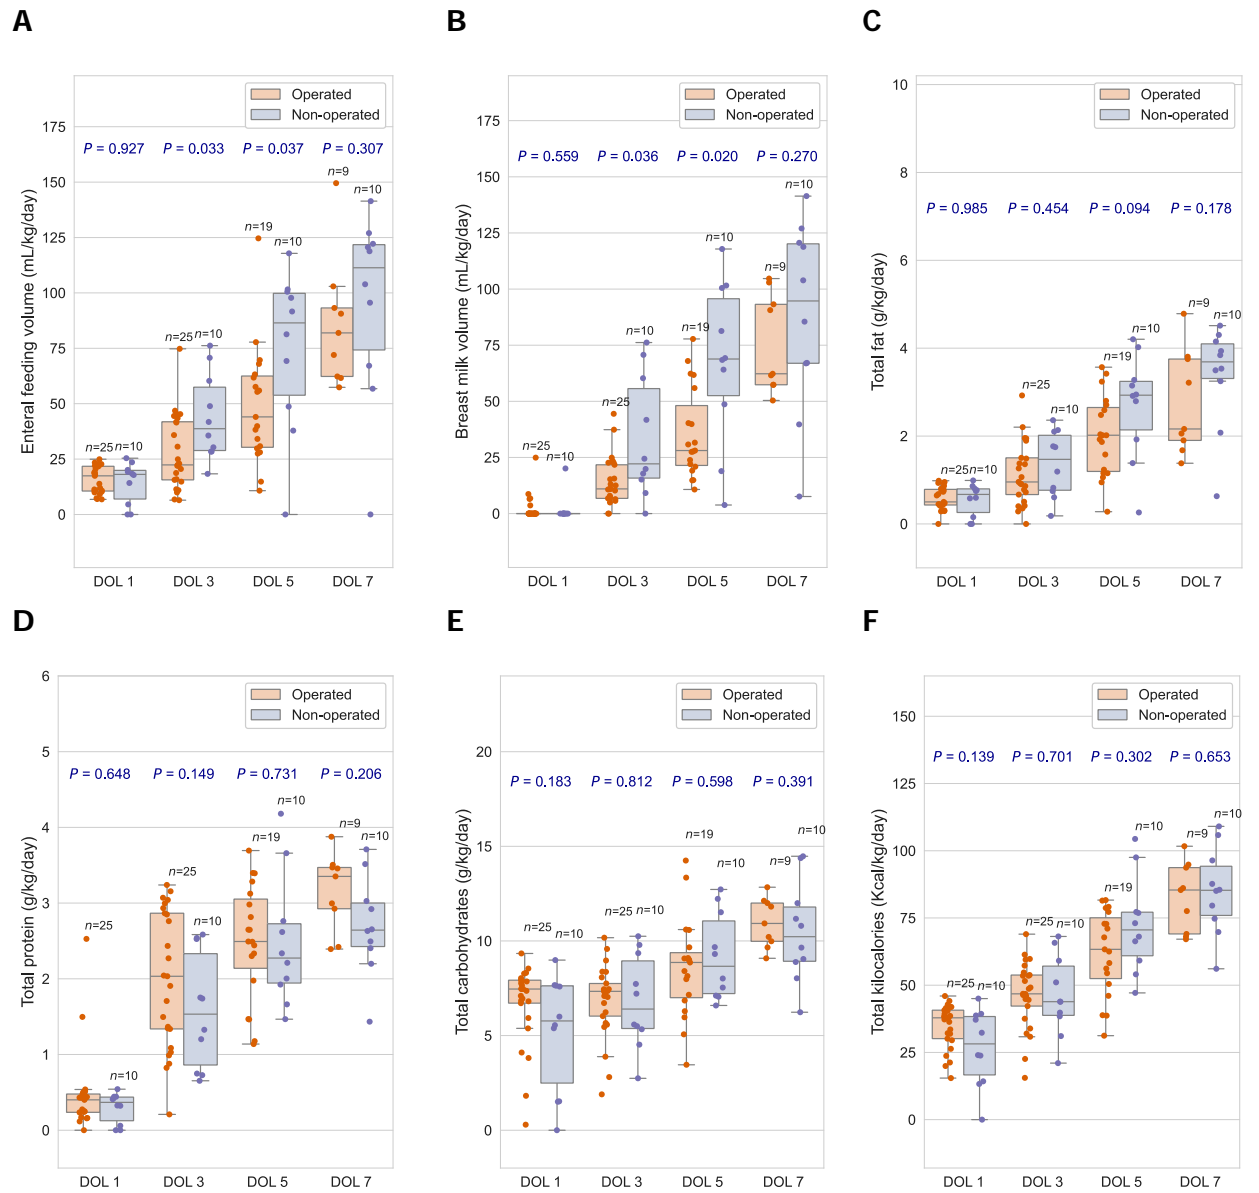 A
B
C
Operated
Non-operated
Operated
Non-operated
Operated
Non-operated
Enteral feeding volume (mL/kg/day)
175
150
125
100
75
50
25
0
P = 0.927
P = 0.033
P = 0.037
P = 0.307
n=25
n=10
n=25
n=10
n=19
n=10
n=9
n=10
DOL 1
DOL 3
DOL 5
DOL 7
Breast milk volume (mL/kg/day)
175
150
125
100
75
50
25
0
P = 0.559
P = 0.036
P = 0.020
P = 0.270
n=25
n=10
n=25
n=10
n=19
n=10
n=9
n=10
DOL 1
DOL 3
DOL 5
DOL 7
Total fat (g/kg/day)
10
8
6
4
2
0
P = 0.985
P = 0.454
P = 0.094
P = 0.178
n=25
n=10
n=25
n=10
n=19
n=10
n=9
n=10
DOL 1
DOL 3
DOL 5
DOL 7
D
E
F
Operated
Non-operated
Operated
Non-operated
Operated
Non-operated
Total protein (g/kg/day)
6
5
4
3
2
1
0
P = 0.648
P = 0.149
P = 0.731
P = 0.206
n=25
n=10
n=25
n=10
n=19
n=10
n=9
n=10
DOL 1
DOL 3
DOL 5
DOL 7
Total carbohydrates (g/kg/day)
20
15
10
5
0
P = 0.183
P = 0.812
P = 0.598
P = 0.391
n=25
n=10
n=25
n=10
n=19
n=10
n=9
n=10
DOL 1
DOL 3
DOL 5
DOL 7
Total kilocalories (Kcal/kg/day)
150
125
100
75
50
25
0
P = 0.139
P = 0.701
P = 0.302
P = 0.653
n=25
n=10
n=25
n=10
n=19
n=10
n=9
n=10
DOL 1
DOL 3
DOL 5
DOL 7